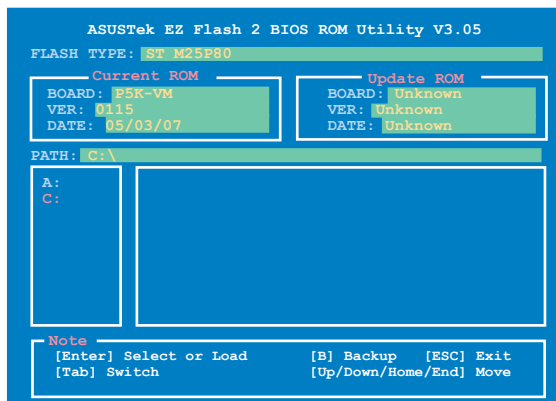 ASUSTek EZ Flash 2 BIOS ROM Utility V3.05
FLASH TYPE: ST M25P80
Current ROM
BOARD: P5K-VM
VER: 0115
DATE: 05/03/07
Update ROM
BOARD: Unknown
VER: Unknown
DATE: Unknown
PATH: C:\
A:
C:
Note
[Enter] Select or Load [B] Backup [ESC] Exit
[Tab] Switch [Up/Down/Home/End] Move